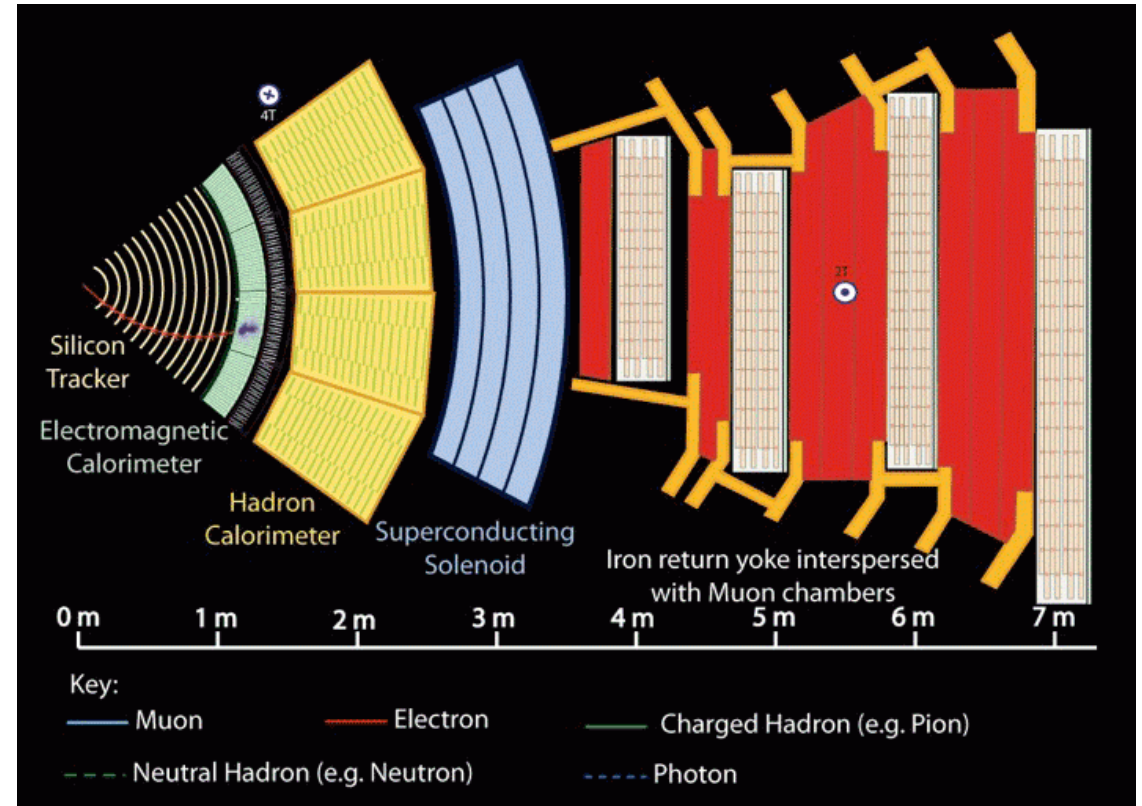 4T
2T
Silicon
Tracker
Electromagnetic
Calorimeter
Hadron
Calorimeter
Superconducting
Solenoid
Iron return yoke interspersed
with Muon chambers
0 m 1 m 2 m 3 m 4 m 5 m 6 m 7 m
Key:
Muon Electron Charged Hadron (e.g. Pion)
Neutral Hadron (e.g. Neutron) Photon